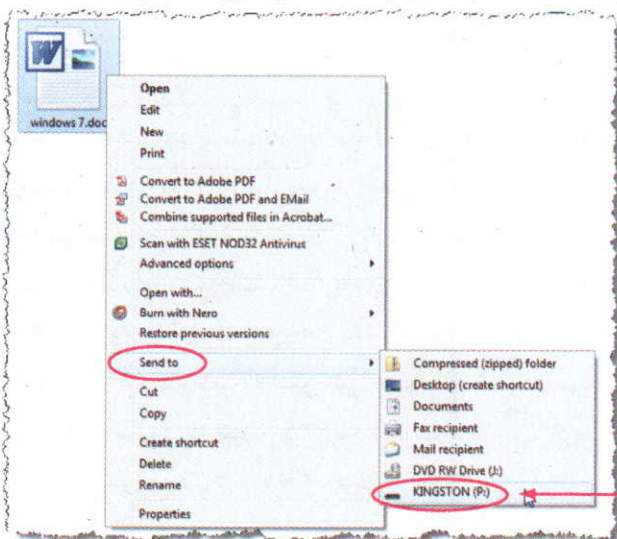 W
windows 7.doc
Open
Edit
New
Print
Convert to Adobe PDF
Convert to Adobe PDF and EMail
Combine supported files in Acrobat...
Scan with ESET NOD32 Antivirus
Advanced options
Open with...
Burn with Nero
Restore previous versions
Send to
Cut
Copy
Create shortcut
Delete
Rename
Properties
Compressed (zipped) folder
Desktop (create shortcut)
Documents
Fax recipient
Mail recipient
DVD RW Drive (J:)
KINGSTON (P:)